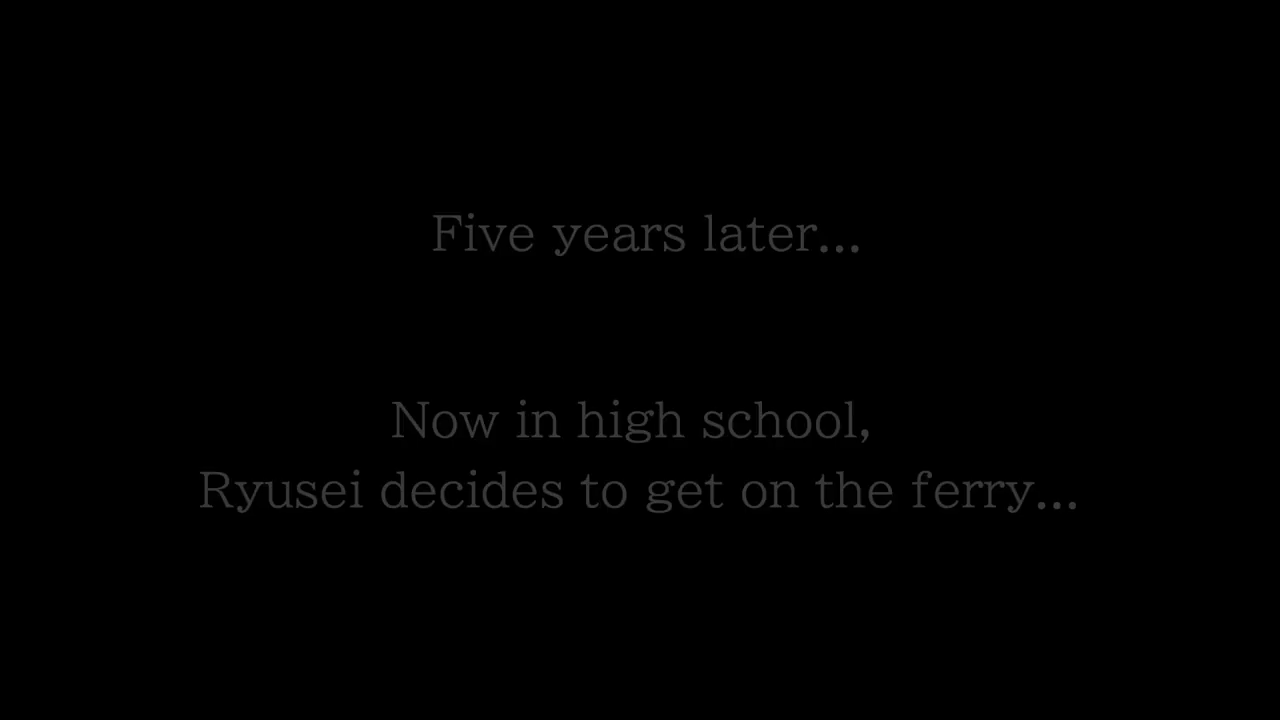 Five years later...
Now in high school,
Ryusei decides to get on the ferry...